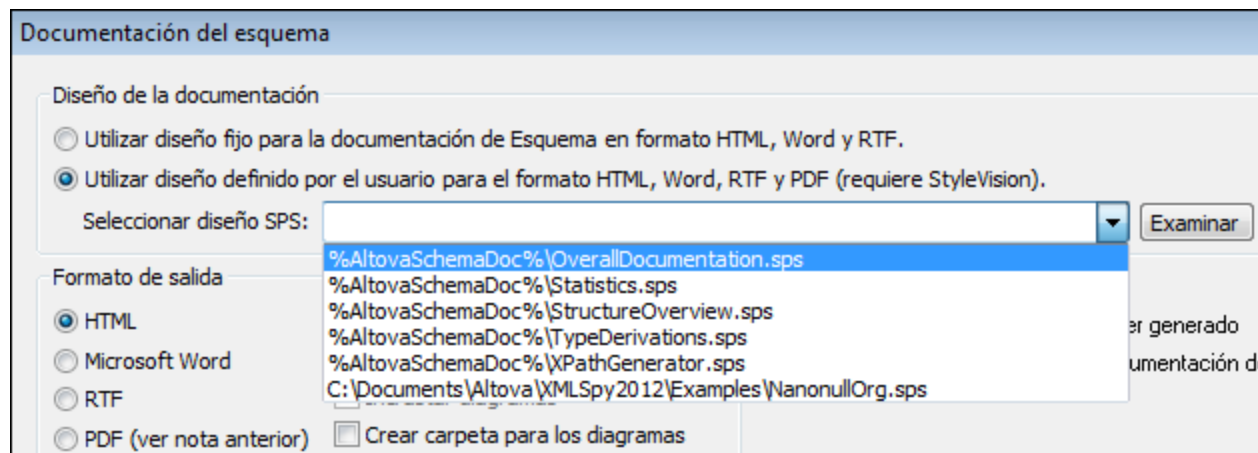 Documentación del esquema
Diseño de la documentación
Utilizar diseño fijo para la documentación de Esquema en formato HTML, Word y RTF.
Utilizar diseño definido por el usuario para el formato HTML, Word, RTF y PDF (requiere StyleVision).
Seleccionar diseño SPS:
Examinar
%AltovaSchemaDoc%\OverallDocumentation.sps
Formato de salida
%AltovaSchemaDoc%\Statistics.sps
%AltovaSchemaDoc%\StructureOverview.sps
HTML
er generado
%AltovaSchemaDoc%\TypeDerivations.sps
Microsoft Word
%AltovaSchemaDoc%\XPathGenerator.sps
umentación d
C:\Documents\Altova\XMLSpy2012\Examples\NanonullOrg.sps
RTF
PDF (ver nota anterior)
Crear carpeta para los diagramas